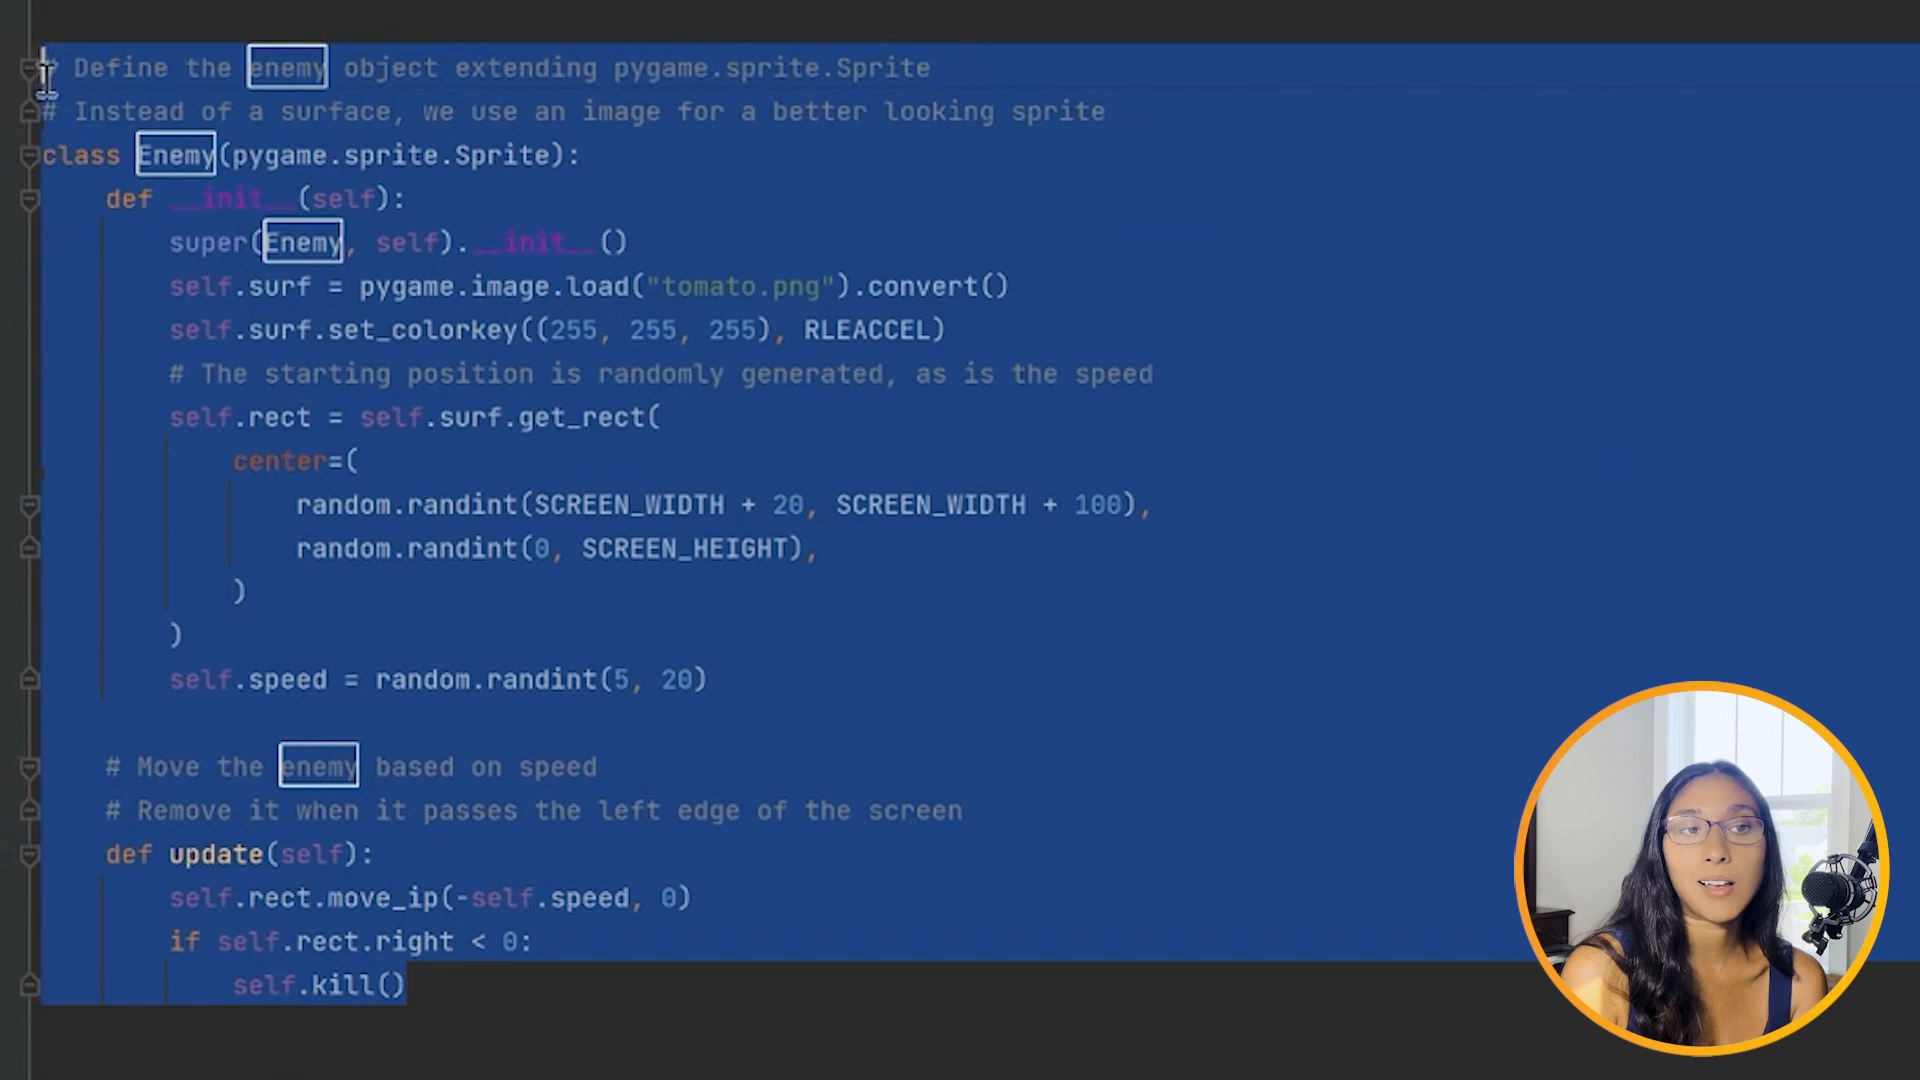 # Define the enemy object extending pygame.sprite.Sprite
# Instead of a surface, we use an image for a better looking sprite
class Enemy(pygame.sprite.Sprite):
def __init__(self):
super(Enemy, self).__init__()
self.surf = pygame.image.load("tomato.png").convert()
self.surf.set_colorkey((255, 255, 255), RLEACCEL)
# The starting position is randomly generated, as is the speed
self.rect = self.surf.get_rect(
center=(
random.randint(SCREEN_WIDTH + 20, SCREEN_WIDTH + 100),
random.randint(0, SCREEN_HEIGHT),
)
)
self.speed = random.randint(5, 20)
# Move the enemy based on speed
# Remove it when it passes the left edge of the screen
def update(self):
self.rect.move_ip(-self.speed, 0)
if self.rect.right < 0:
self.kill()